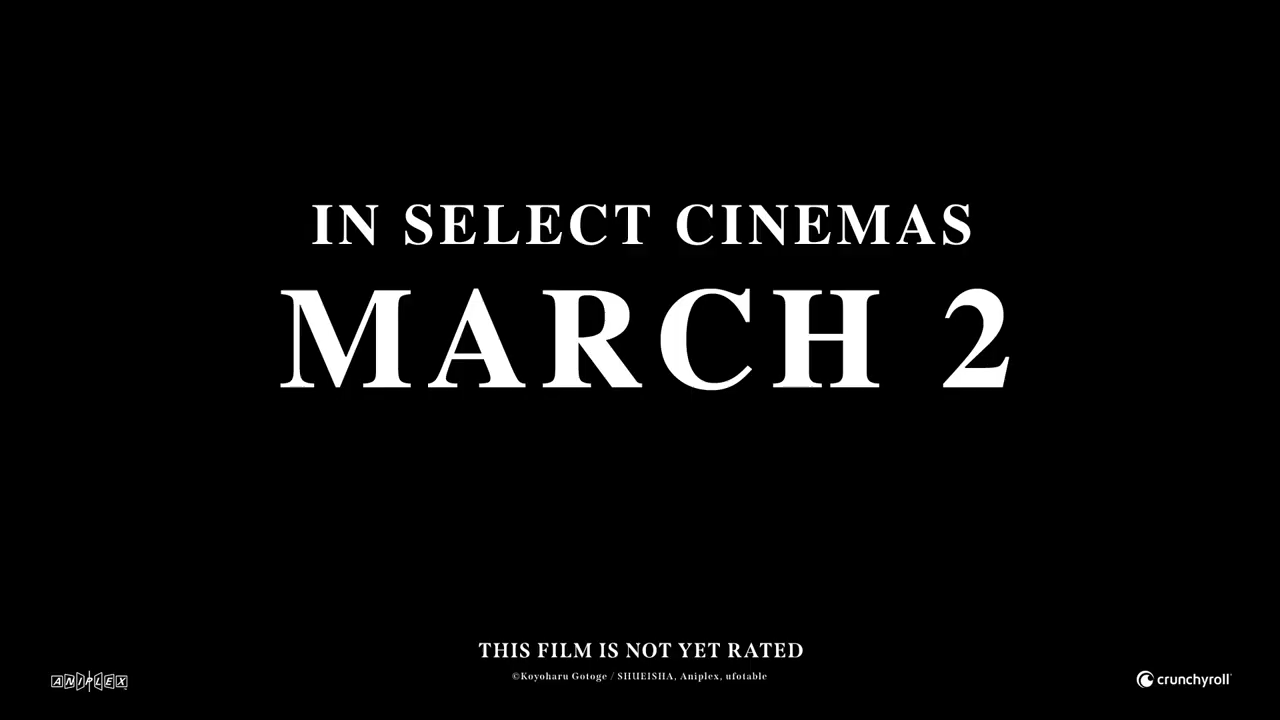 IN SELECT CINEMAS
MARCH 2
THIS FILM IS NOT YET RATED
©Koyoharu Gotoge / SHUEISHA, Aniplex, ufotable
ANIPLEX
crunchyroll